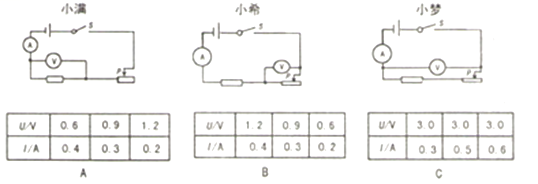 小满 小希 小梦
S S S
A V P A V P A V P
U/V 0.6 0.9 1.2 U/V 1.2 0.9 0.6 U/V 3.0 3.0 3.0
I/A 0.4 0.3 0.2 I/A 0.4 0.3 0.2 I/A 0.3 0.5 0.6
A B C